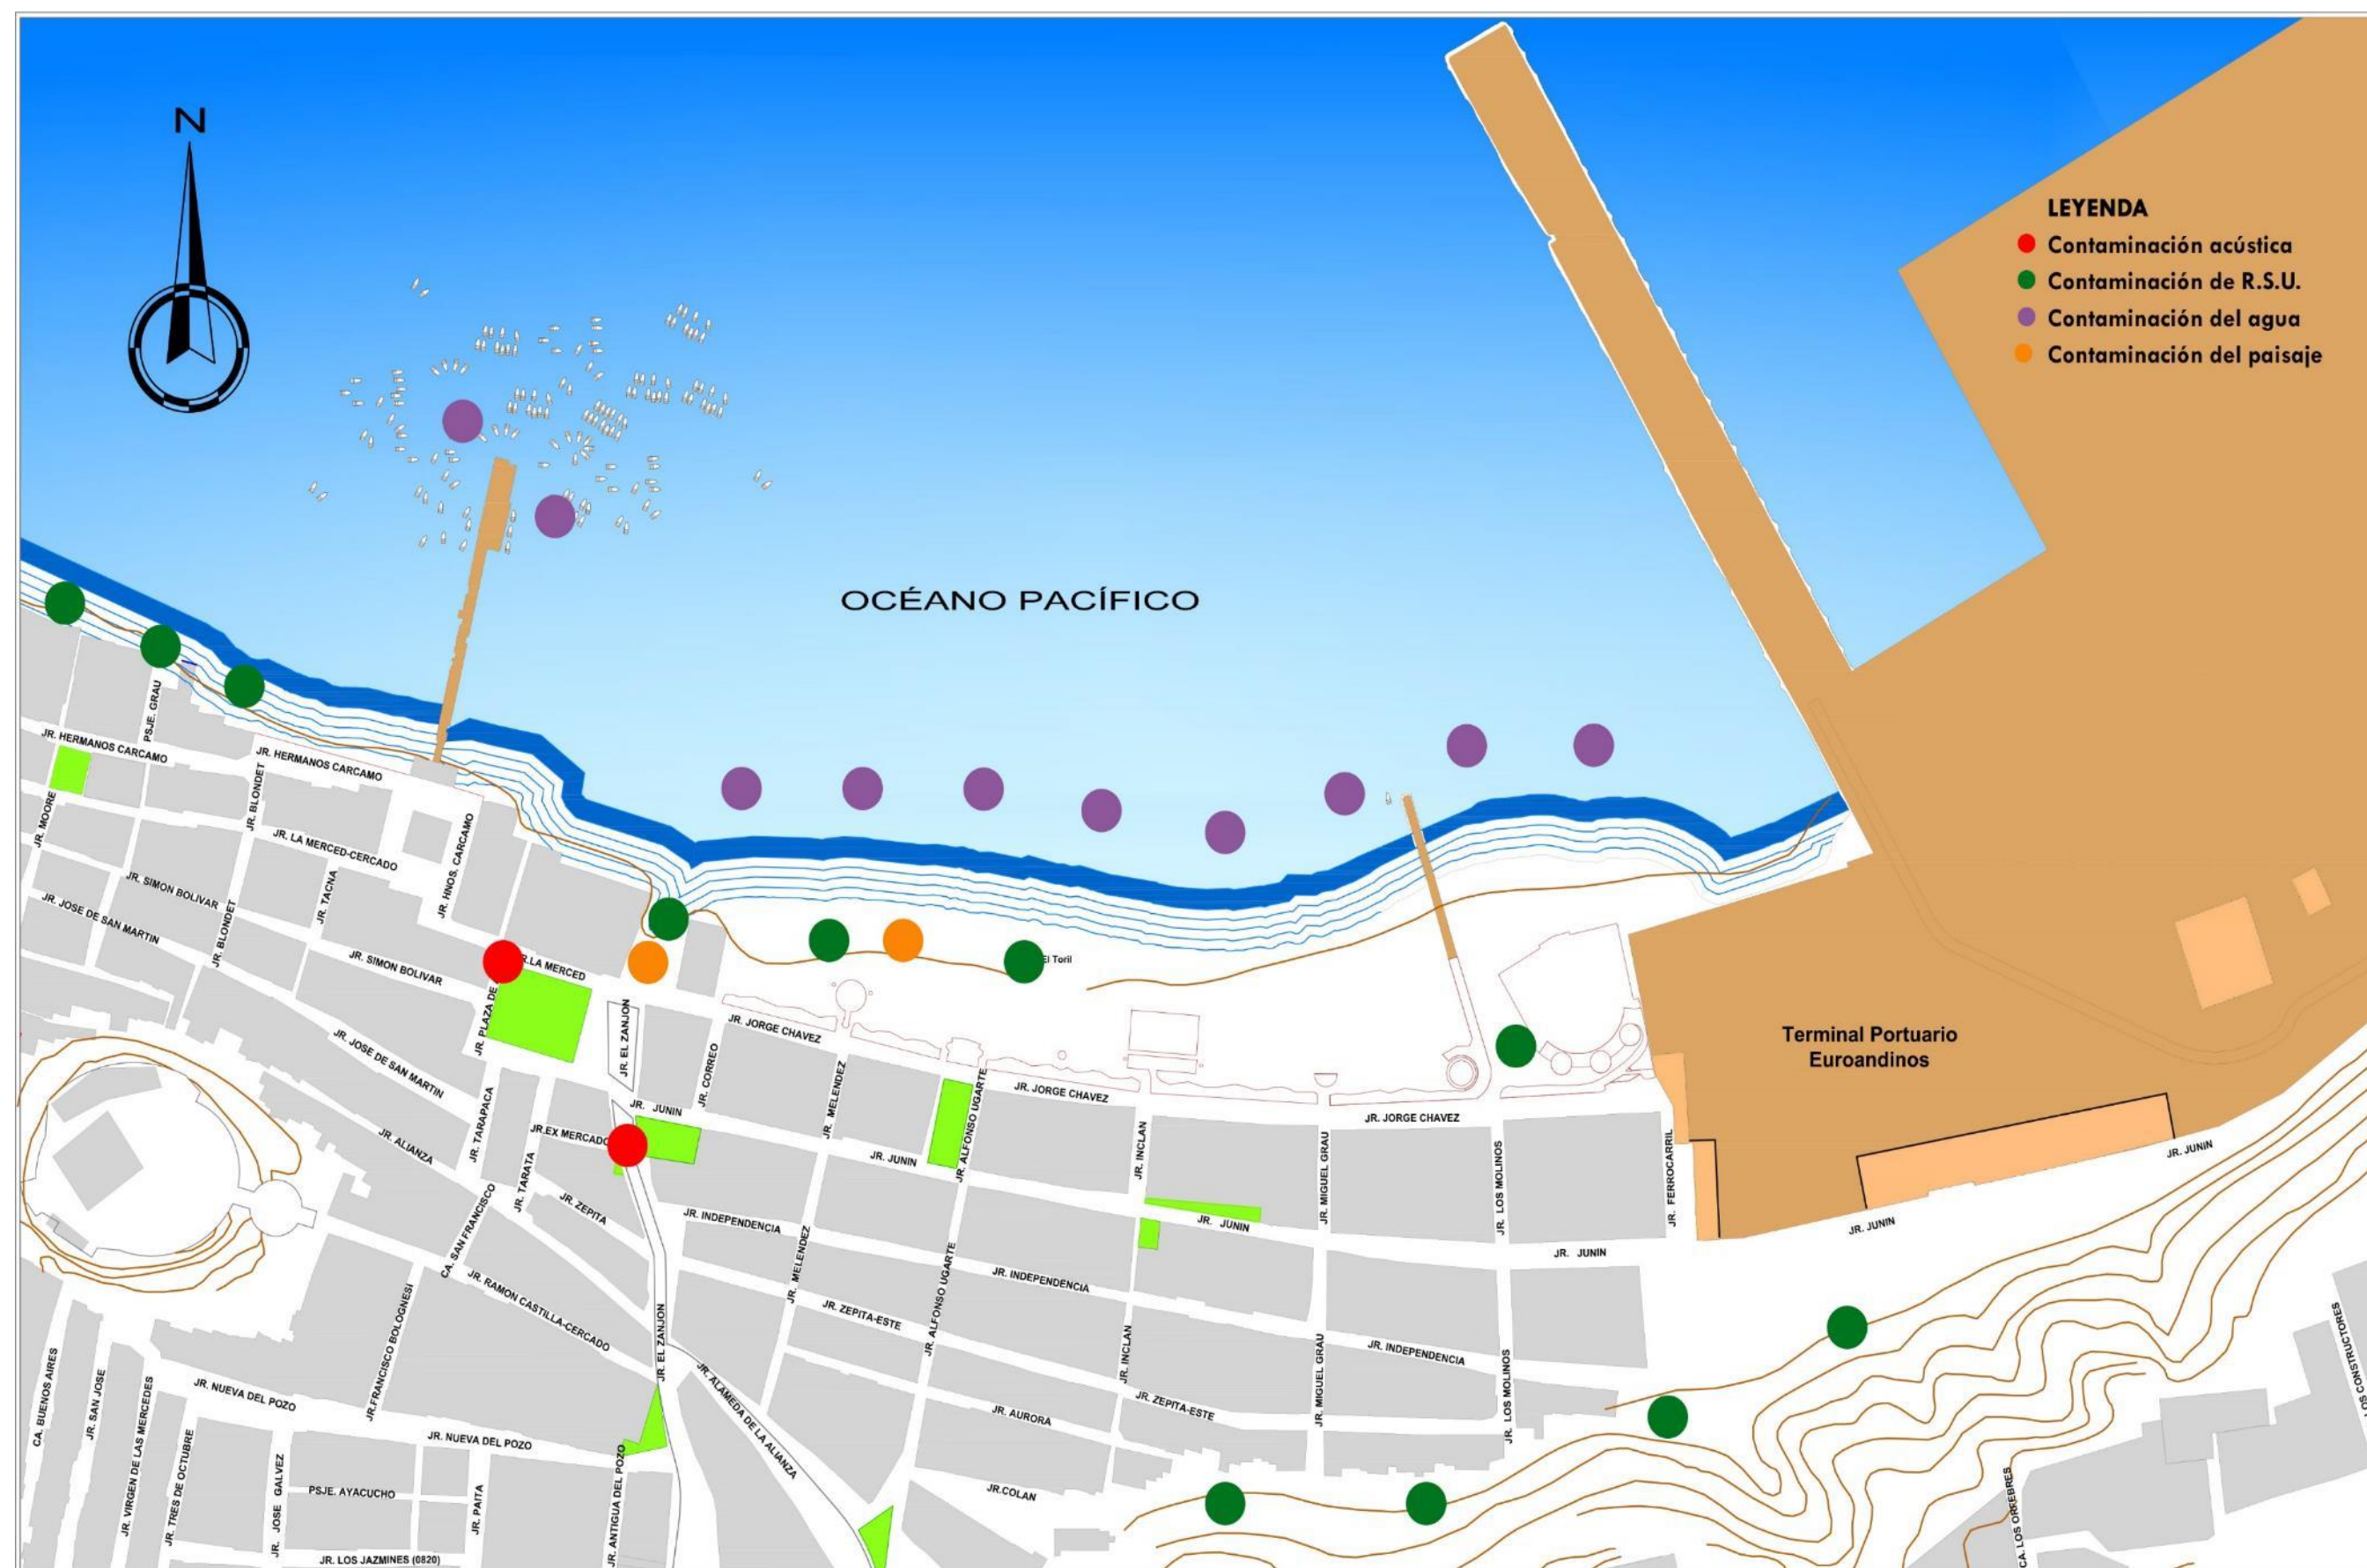 N
LEYENDA
Contaminación acústica
Contaminación de R.S.U.
Contaminación del agua
Contaminación del paisaje
OCÉANO PACÍFICO
PSJE. GRAU
JR. HERMANOS CARCAMO
JR. HERMANOS CARCAMO
JR. BLONDET
JR. MOORE
JR. LA MERCED-CERCADO
JR. HNOS. CARCAMO
JR. SIMON BOLIVAR
JR. TACNA
JR. JOSE DE SAN MARTIN
JR. BLONDET
JR. SIMON BOLIVAR
R.LA MERCED
El Toril
JR. PLAZA DE
JR. EL ZANJON
JR. JORGE CHAVEZ
JR. JOSE DE SAN MARTIN
JR. CORREO
JR. MELENDEZ
JR. ALFONSO UGARTE
JR. JORGE CHAVEZ
JR. JORGE CHAVEZ
Terminal Portuario
Euroandinos
JR. JUNIN
JR. TARAPACA
JR.EX MERCADO
JR. ALIANZA
JR. TARATA
JR. JUNIN
JR. INCLAN
JR. MIGUEL GRAU
JR. LOS MOLINOS
JR. FERROCARRIL
JR. JUNIN
JR. ZEPITA
CA. SAN FRANCISCO
JR. INDEPENDENCIA
JR. JUNIN
JR. JUNIN
JR. JUNIN
JR. MELENDEZ
JR. ALFONSO UGARTE
JR. INDEPENDENCIA
JR. RAMON CASTILLA-CERCADO
JR.FRANCISCO BOLOGNESI
JR. EL ZANJON
JR. ZEPITA-ESTE
JR. INCLAN
JR. MIGUEL GRAU
JR. INDEPENDENCIA
JR. LOS MOLINOS
LOS CONSTRUCTORES
CA. BUENOS AIRES
JR. SAN JOSE
JR. VIRGEN DE LAS MERCEDES
JR. NUEVA DEL POZO
JR. ALAMEDA DE LA ALIANZA
JR. AURORA
JR. ZEPITA-ESTE
JR. TRES DE OCTUBRE
JR. NUEVA DEL POZO
JR. JOSE GALVEZ
PSJE. AYACUCHO
JR. PAITA
JR. ANTIGUA DEL POZO
JR.COLAN
CA. LOS ORFEBRES
JR. LOS JAZMINES (0820)